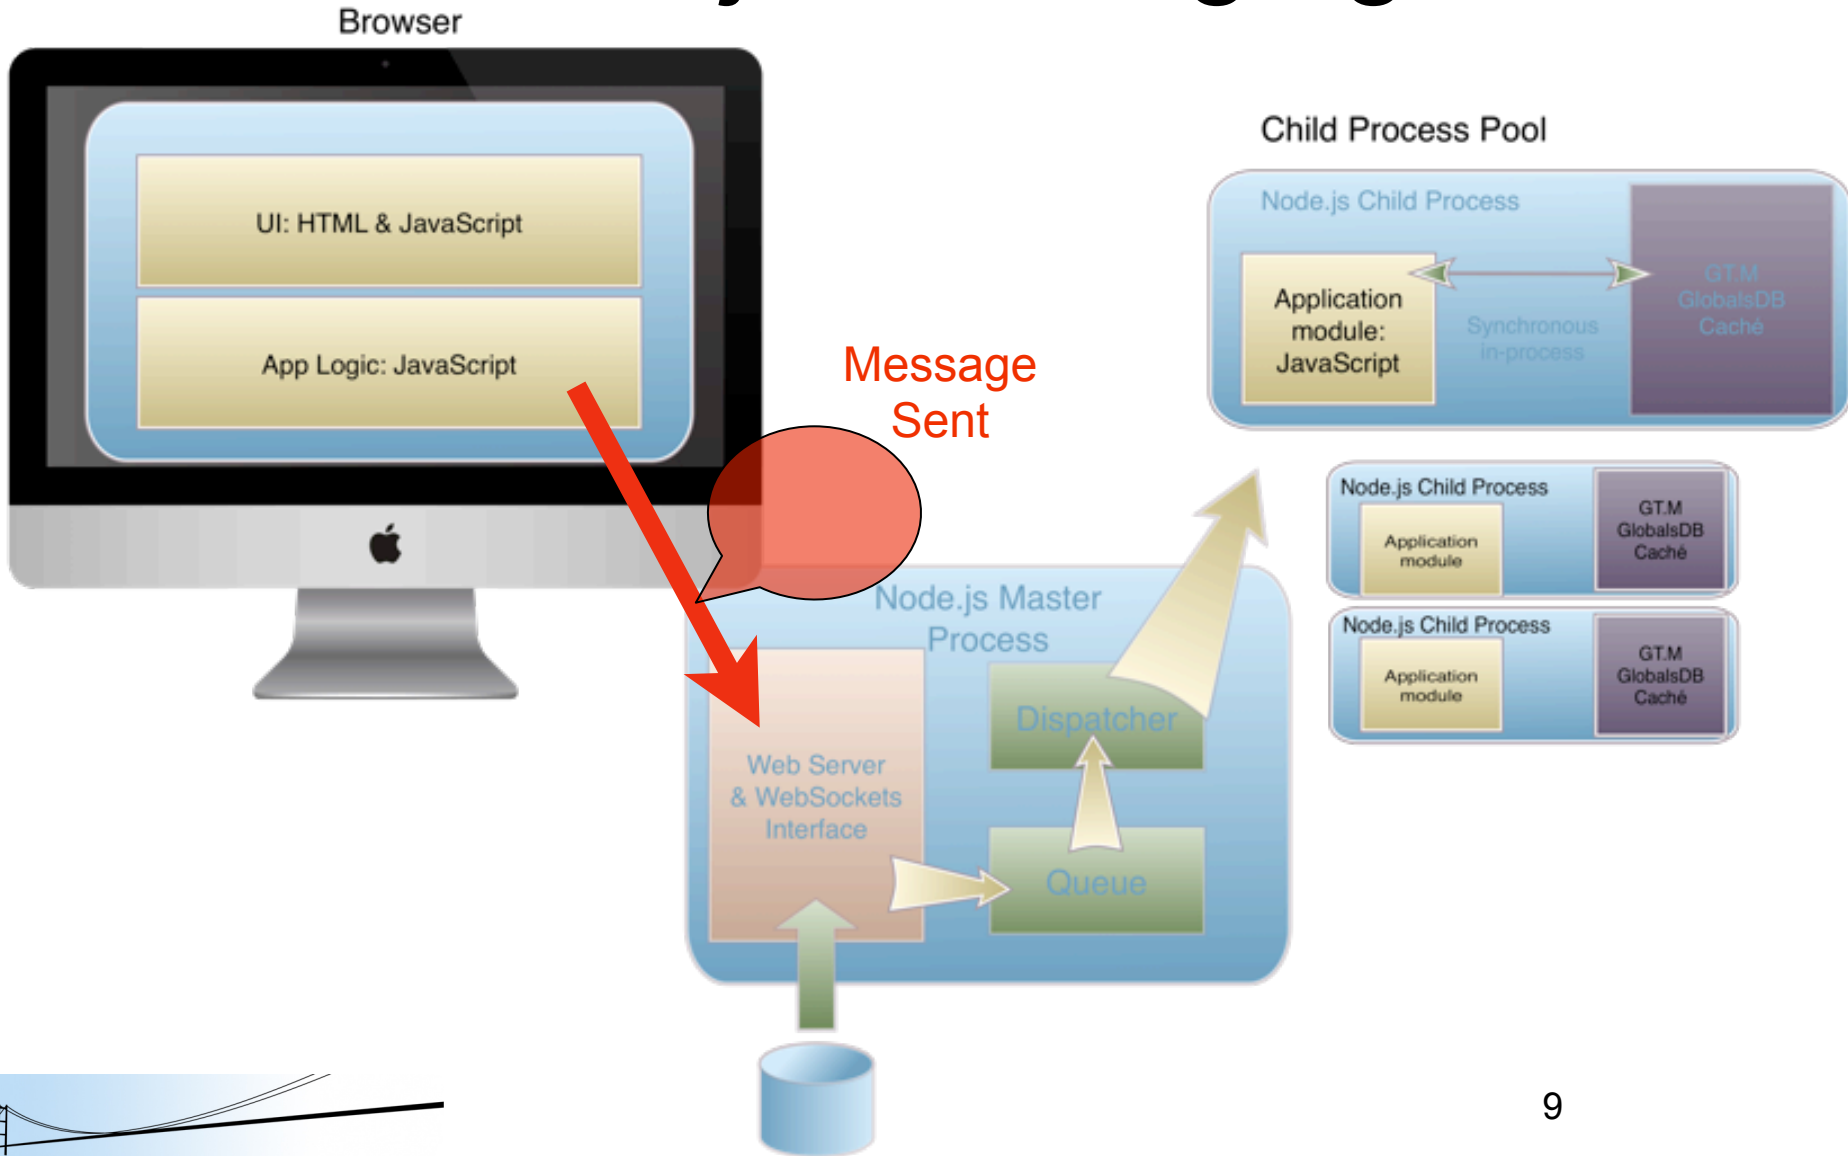 Browser
UI: HTML & JavaScript
App Logic: JavaScript
Message
Sent
Child Process Pool
Node.js Child Process
Application
module:
JavaScript
Synchronous
in-process
GT.M
GlobalsDB
Caché
Node.js Child Process
Application
module
GT.M
GlobalsDB
Caché
Node.js Child Process
Application
module
GT.M
GlobalsDB
Caché
Node.js Master
Process
Web Server
& WebSockets
Interface
Dispatcher
Queue
9